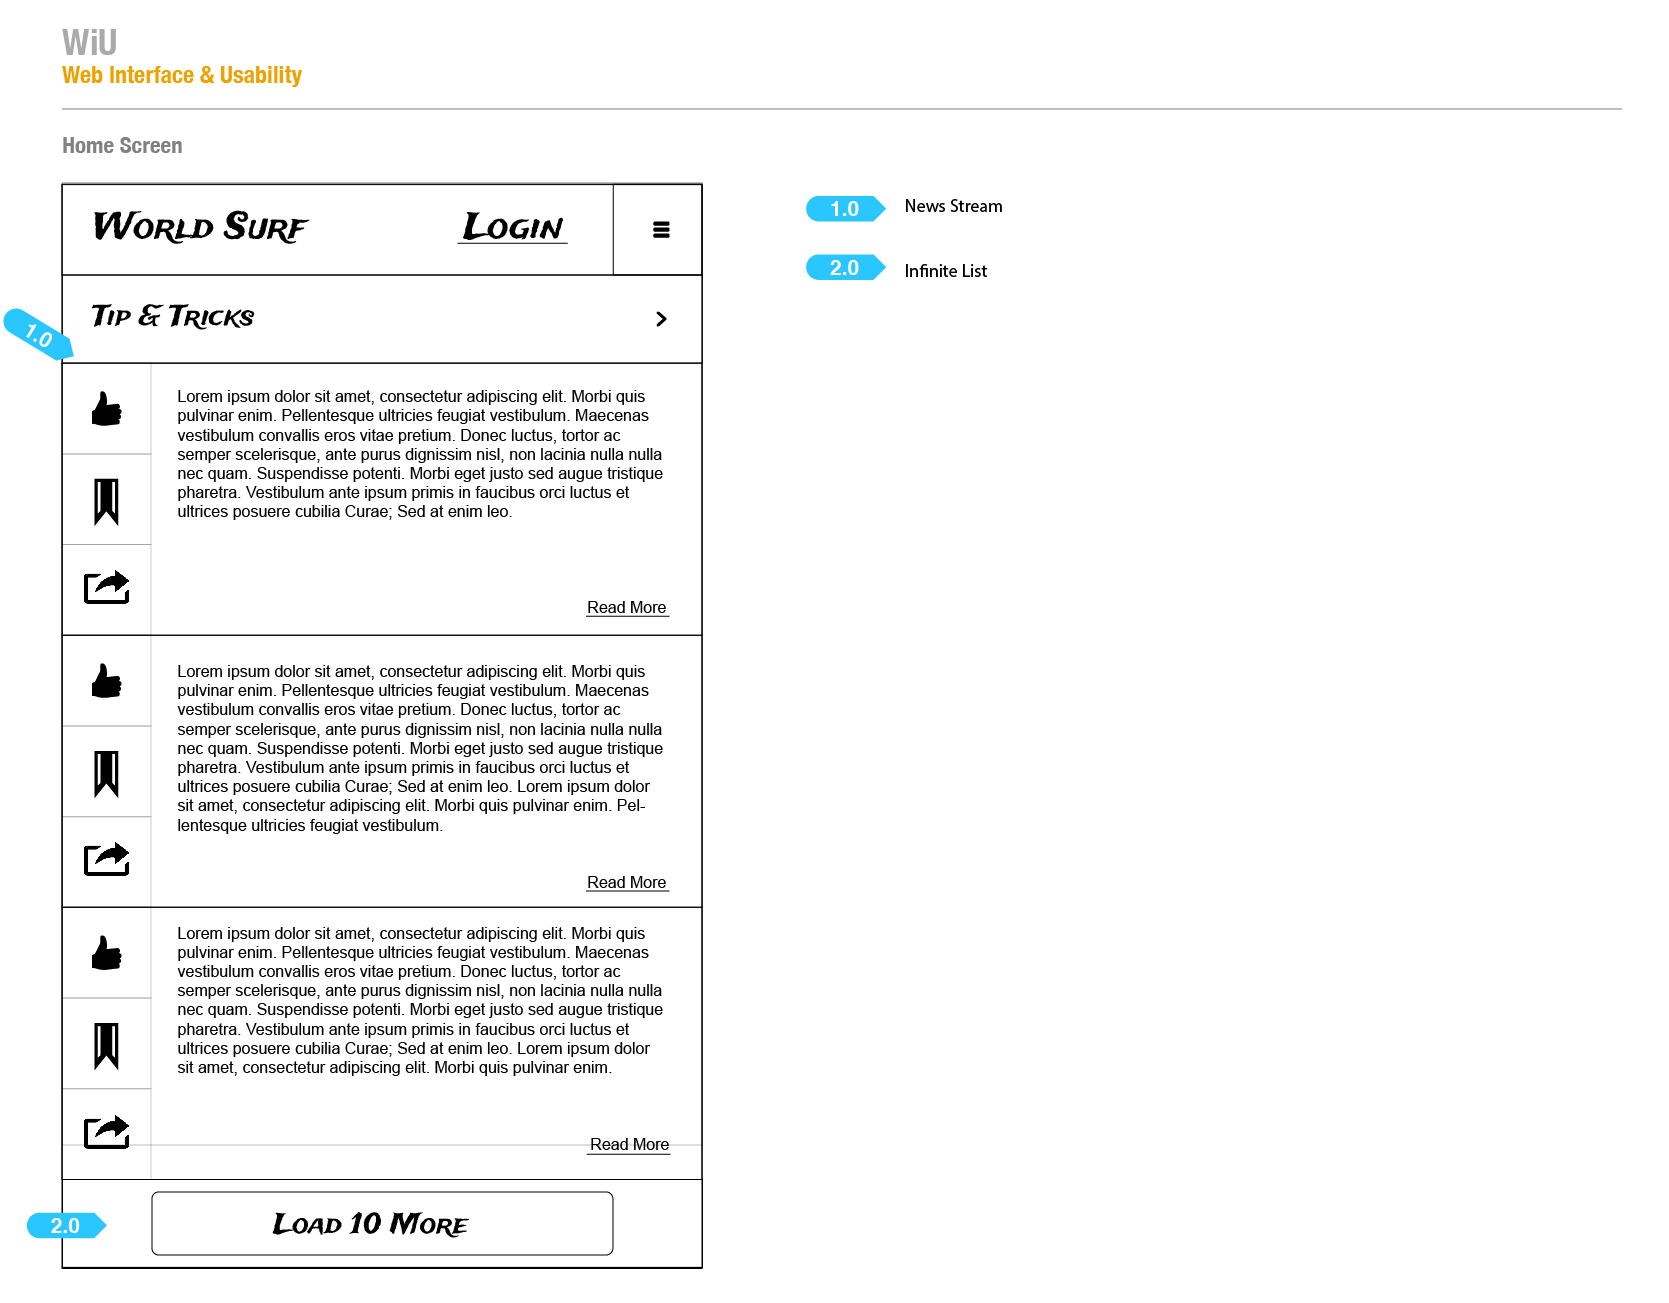 WiU
Web Interface & Usability
Home Screen
World Surf
Login
1.0 News Stream
2.0 Infinite List
Tip & Tricks
1.0
Lorem ipsum dolor sit amet, consectetur adipiscing elit. Morbi quis
pulvinar enim. Pellentesque ultricies feugiat vestibulum. Maecenas
vestibulum convallis eros vitae pretium. Donec luctus, tortor ac
semper scelerisque, ante purus dignissim nisl, non lacinia nulla nulla
nec quam. Suspendisse potenti. Morbi eget justo sed augue tristique
pharetra. Vestibulum ante ipsum primis in faucibus orci luctus et
ultrices posuere cubilia Curae; Sed at enim leo.
Read More
Lorem ipsum dolor sit amet, consectetur adipiscing elit. Morbi quis
pulvinar enim. Pellentesque ultricies feugiat vestibulum. Maecenas
vestibulum convallis eros vitae pretium. Donec luctus, tortor ac
semper scelerisque, ante purus dignissim nisl, non lacinia nulla nulla
nec quam. Suspendisse potenti. Morbi eget justo sed augue tristique
pharetra. Vestibulum ante ipsum primis in faucibus orci luctus et
ultrices posuere cubilia Curae; Sed at enim leo. Lorem ipsum dolor
sit amet, consectetur adipiscing elit. Morbi quis pulvinar enim. Pel-
lentesque ultricies feugiat vestibulum.
Read More
Lorem ipsum dolor sit amet, consectetur adipiscing elit. Morbi quis
pulvinar enim. Pellentesque ultricies feugiat vestibulum. Maecenas
vestibulum convallis eros vitae pretium. Donec luctus, tortor ac
semper scelerisque, ante purus dignissim nisl, non lacinia nulla nulla
nec quam. Suspendisse potenti. Morbi eget justo sed augue tristique
pharetra. Vestibulum ante ipsum primis in faucibus orci luctus et
ultrices posuere cubilia Curae; Sed at enim leo. Lorem ipsum dolor
sit amet, consectetur adipiscing elit. Morbi quis pulvinar enim.
Read More
2.0
Load 10 More